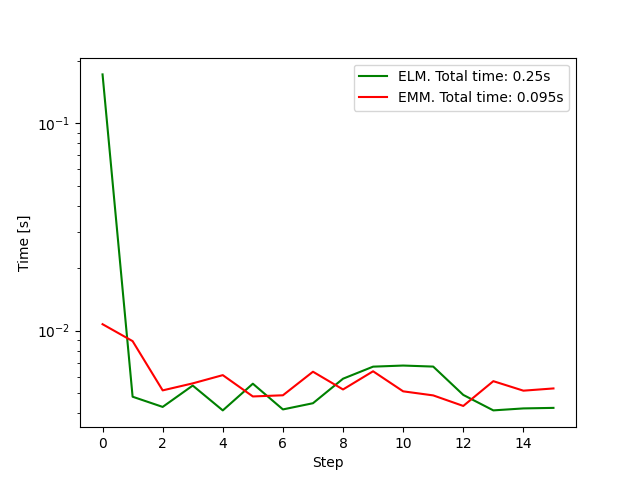 ELM. Total time: 0.25s
EMM. Total time: 0.095s
Time [s]
10⁻¹
10⁻²
0 2 4 6 8 10 12 14
Step